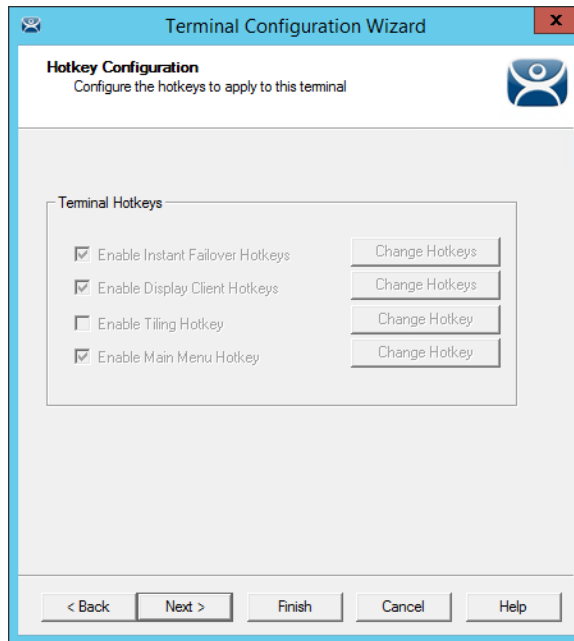 Terminal Configuration Wizard
x
Hotkey Configuration
Configure the hotkeys to apply to this terminal
Terminal Hotkeys
Enable Instant Failover Hotkeys
Change Hotkeys
Enable Display Client Hotkeys
Change Hotkeys
Enable Tiling Hotkey
Change Hotkey
Enable Main Menu Hotkey
Change Hotkey
< Back
Next >
Finish
Cancel
Help